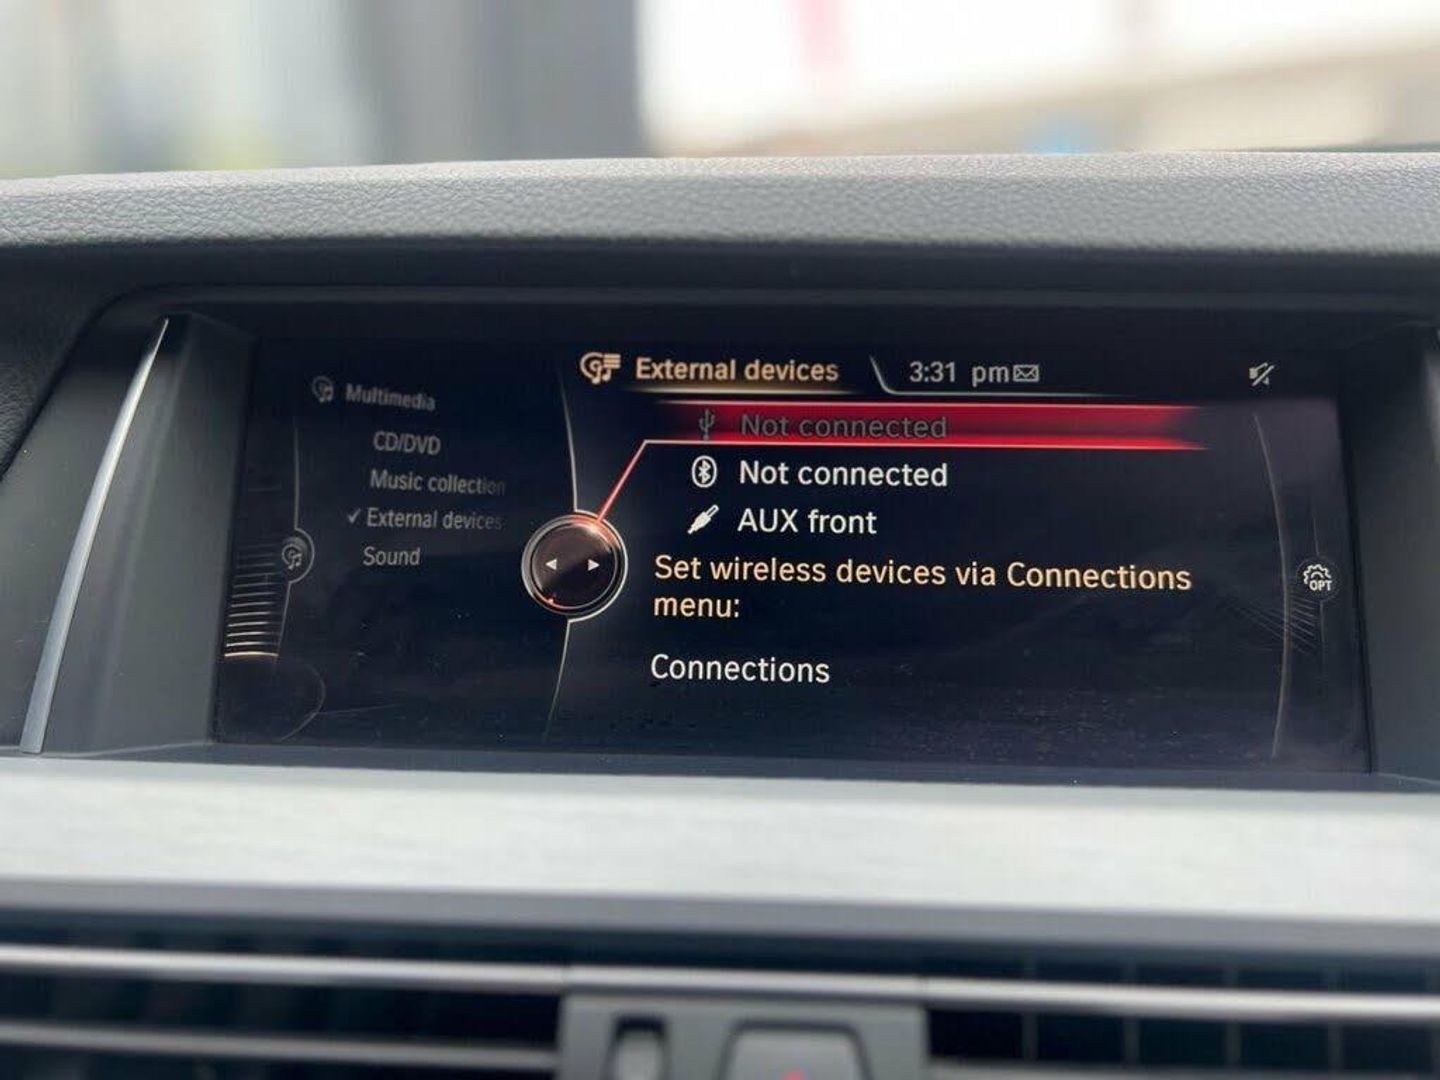 External devices
3:31 pm
Multimedia
CD/DVD
Music collection
External devices
Sound
Not connected
Not connected
AUX front
Set wireless devices via Connections
menu:
Connections
OPT